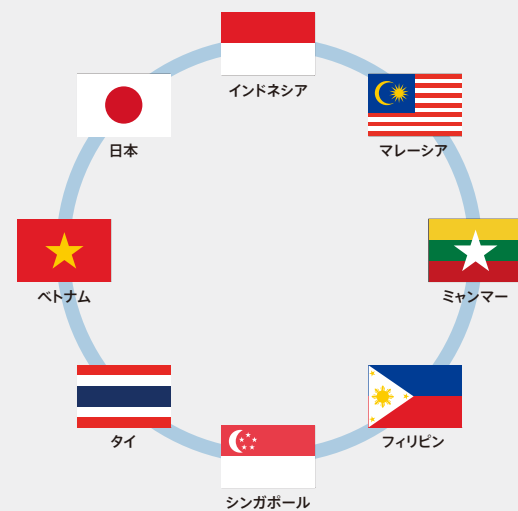 インドネシア
日本
マレーシア
ベトナム
ミャンマー
タイ
フィリピン
シンガポール